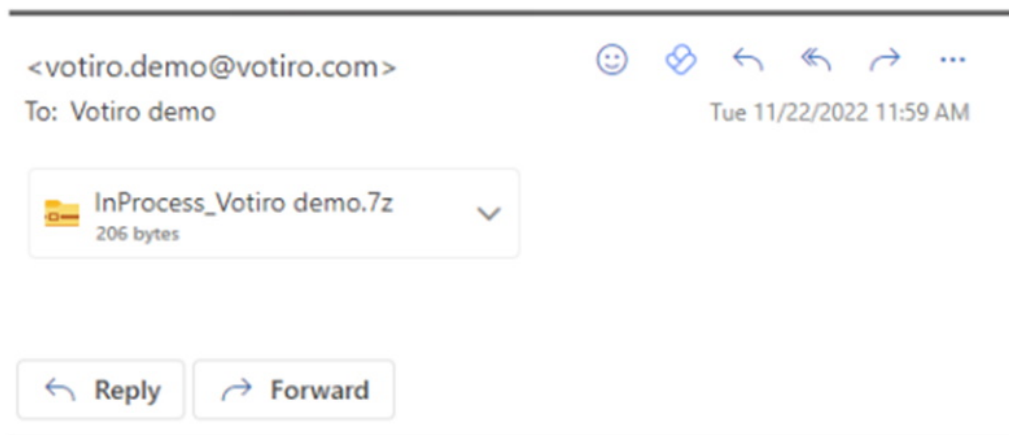 <votiro.demo@votiro.com>
To: Votiro demo
Tue 11/22/2022 11:59 AM
InProcess_Votiro demo.7z
206 bytes
Reply
Forward